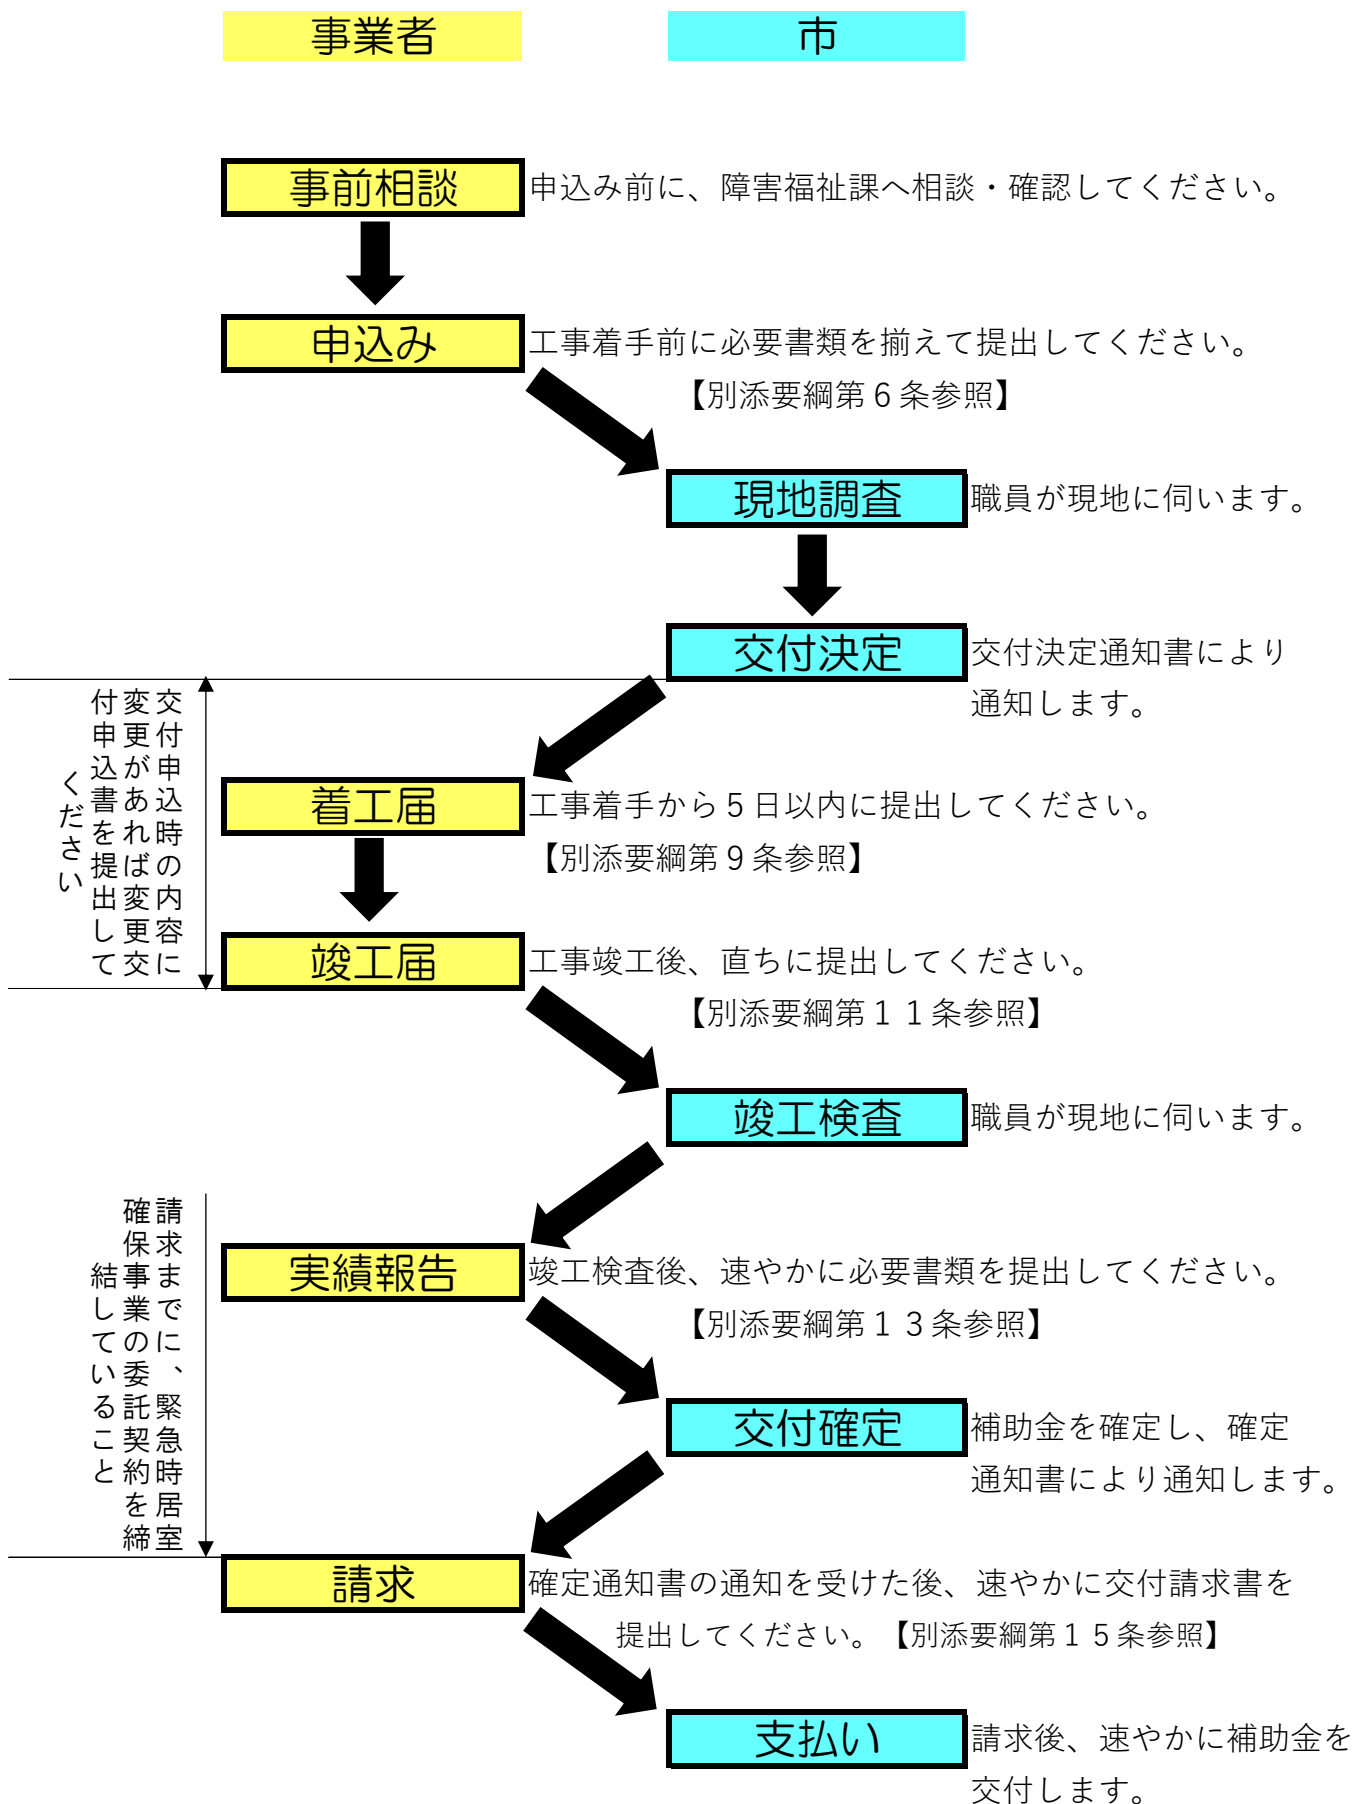 事業者
市
事前相談
申込み前に、障害福祉課へ相談・確認してください。
申込み
工事着手前に必要書類を揃えて提出してください。
【別添要綱第６条参照】
現地調査
職員が現地に伺います。
交付決定
交付決定通知書により
通知します。
交付申込時の内容に
変更があれば変更交
付申込書を提出して
ください
着工届
工事着手から５日以内に提出してください。
【別添要綱第９条参照】
竣工届
工事竣工後、直ちに提出してください。
【別添要綱第１１条参照】
竣工検査
職員が現地に伺います。
請求までに、緊急時居室
確保事業の委託契約を締
結していること
実績報告
竣工検査後、速やかに必要書類を提出してください。
【別添要綱第１３条参照】
交付確定
補助金を確定し、確定
通知書により通知します。
請求
確定通知書の通知を受けた後、速やかに交付請求書を
提出してください。【別添要綱第１５条参照】
支払い
請求後、速やかに補助金を
交付します。